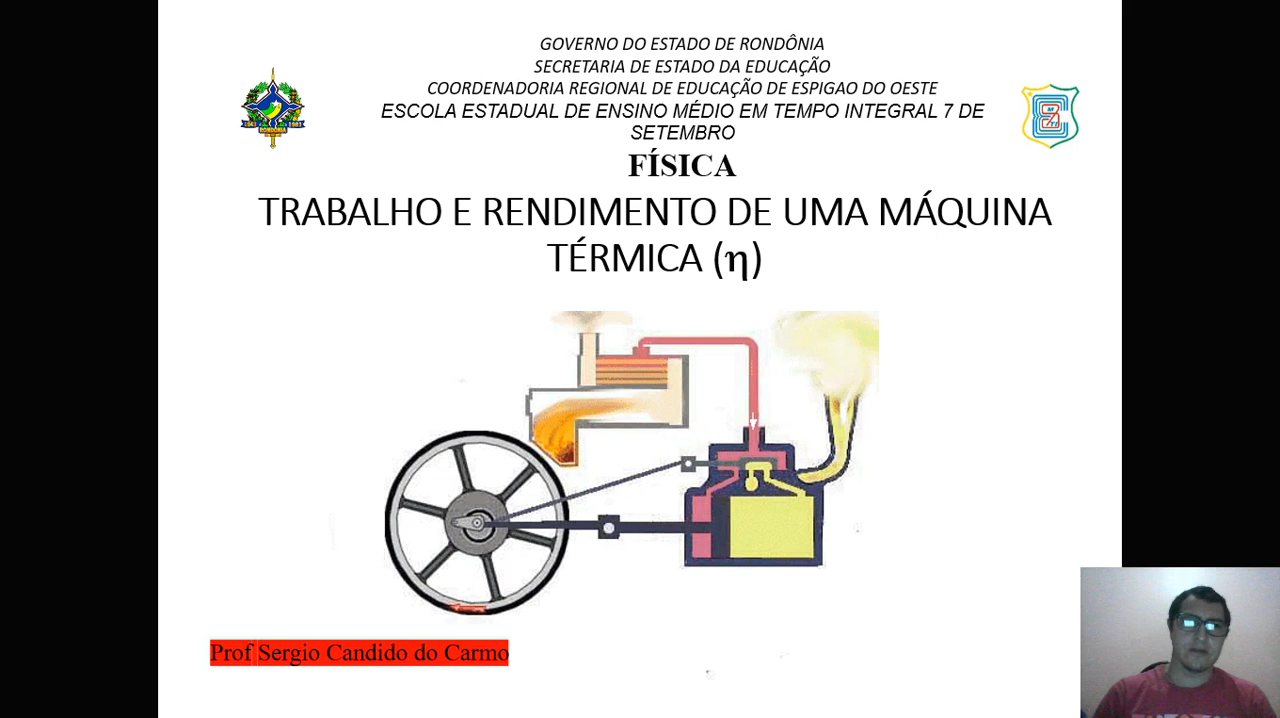 GOVERNO DO ESTADO DE RONDÔNIA
SECRETARIA DE ESTADO DA EDUCAÇÃO
COORDENADORIA REGIONAL DE EDUCAÇÃO DE ESPIGAO DO OESTE
ESCOLA ESTADUAL DE ENSINO MÉDIO EM TEMPO INTEGRAL 7 DE
SETEMBRO
FÍSICA
TRABALHO E RENDIMENTO DE UMA MÁQUINA
TÉRMICA (η)
Prof Sergio Candido do Carmo